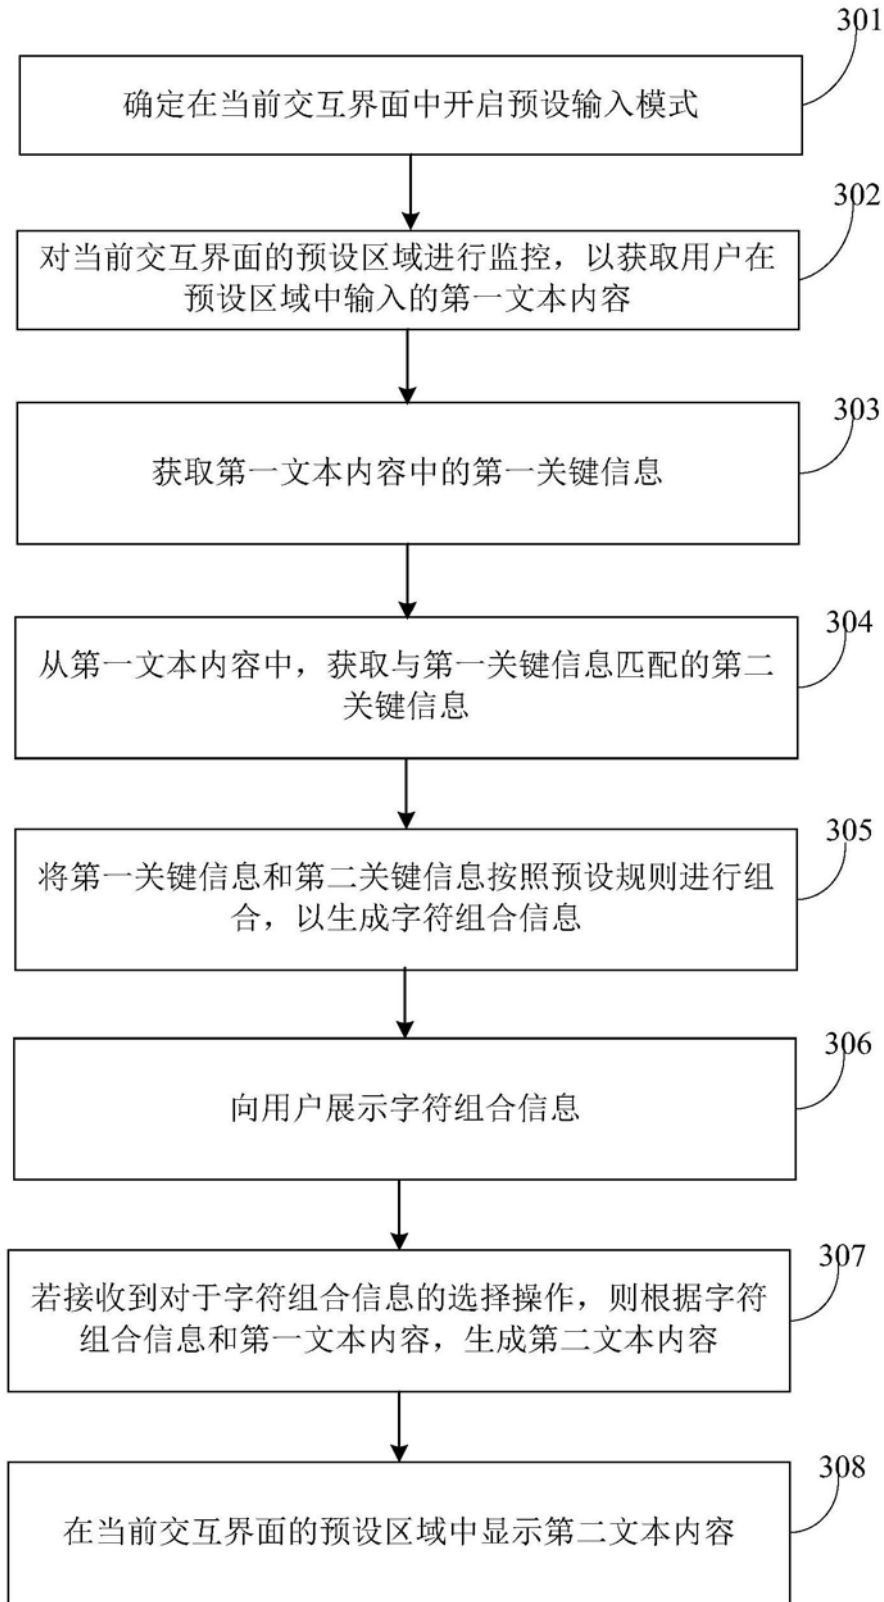 301
确定在当前交互界面中开启预设输入模式
302
对当前交互界面的预设区域进行监控，以获取用户在
预设区域中输入的第一文本内容
303
获取第一文本内容中的第一关键信息
304
从第一文本内容中，获取与第一关键信息匹配的第二
关键信息
305
将第一关键信息和第二关键信息按照预设规则进行组
合，以生成字符组合信息
306
向用户展示字符组合信息
307
若接收到对于字符组合信息的选择操作，则根据字符
组合信息和第一文本内容，生成第二文本内容
308
在当前交互界面的预设区域中显示第二文本内容